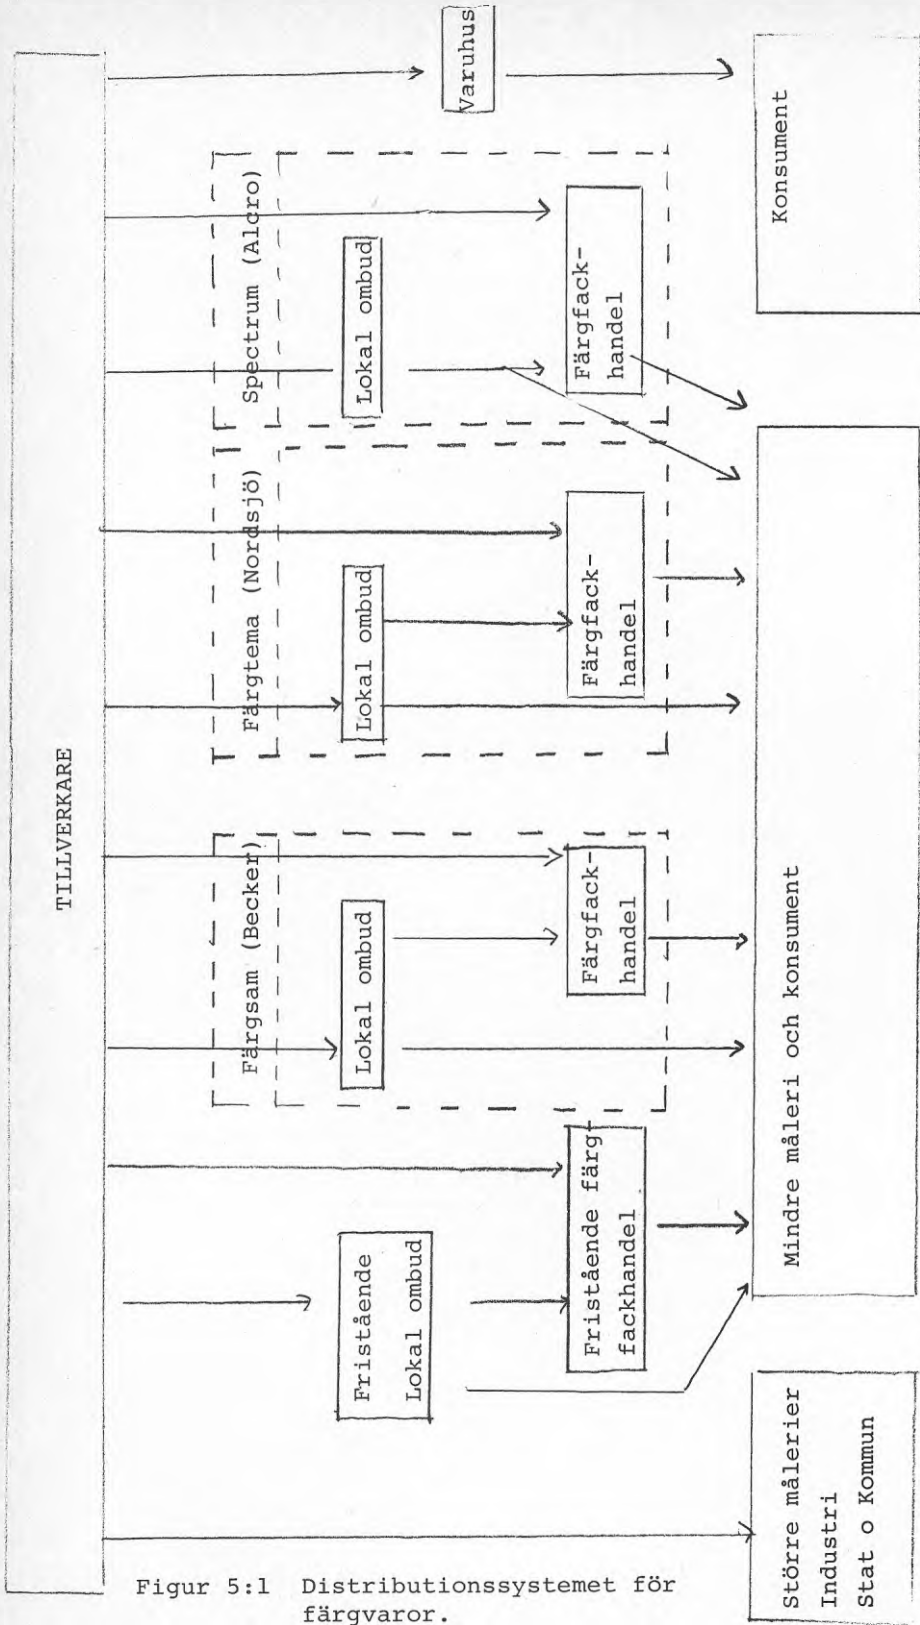 TILLVERKARE
Färgsam (Becker)
Färgtema (Nordsjö)
Spectrum (Alcro)
Varuhus
Fristående
Lokal ombud
Lokal ombud
Lokal ombud
Lokal ombud
Fristående färg-
fackhandel
Färgfack-
handel
Färgfack-
handel
Färgfack-
handel
Större målerier
Industri
Stat o Kommun
Mindre måleri och konsument
Konsument
Figur 5:1 Distributionssystemet för
färgvaror.